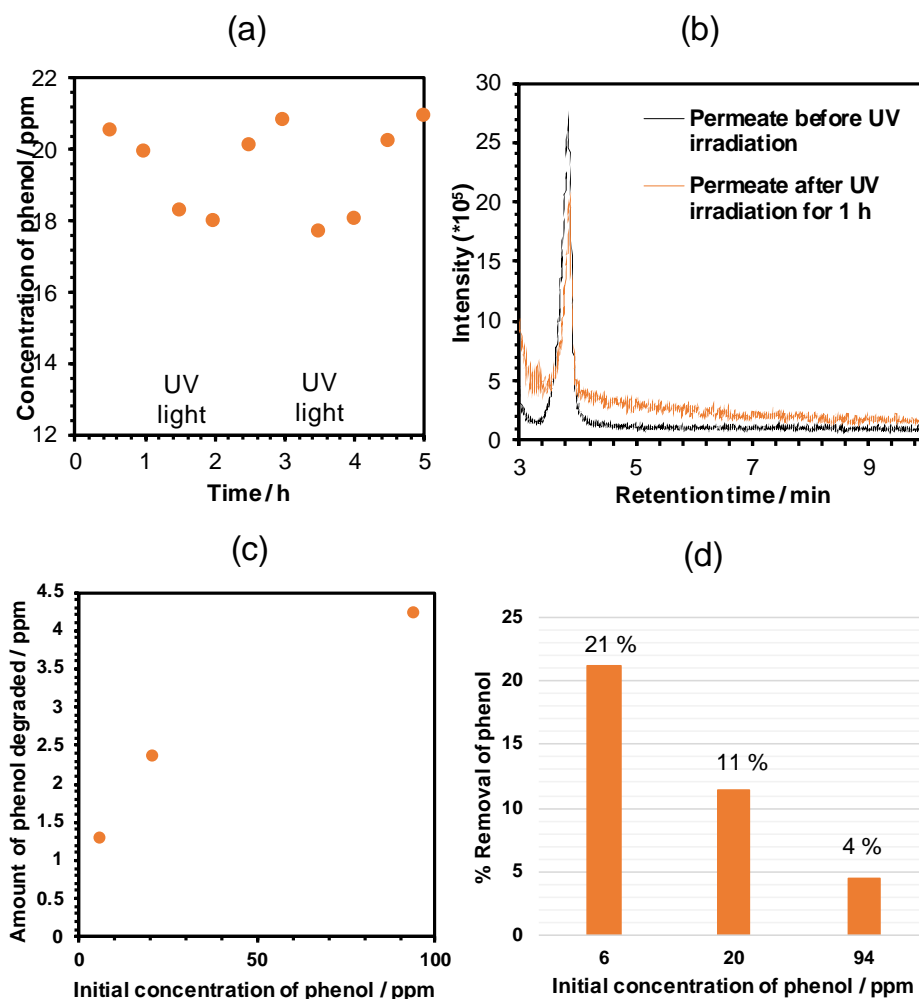 (a)
Concentration of phenol / ppm
22
20
18
16
14
12
0
1
2
3
4
5
UV
light
UV
light
Time / h
(b)
Intensity (*10⁵)
30
25
20
15
10
5
0
3
5
7
9
Permeate before UV
irradiation
Permeate after UV
irradiation for 1 h
Retention time / min
(c)
Amount of phenol degraded / ppm
4.5
4
3.5
3
2.5
2
1.5
1
0.5
0
0
50
100
Initial concentration of phenol / ppm
(d)
% Removal of phenol
25
20
15
10
5
0
21 %
11 %
4 %
6
20
94
Initial concentration of phenol / ppm